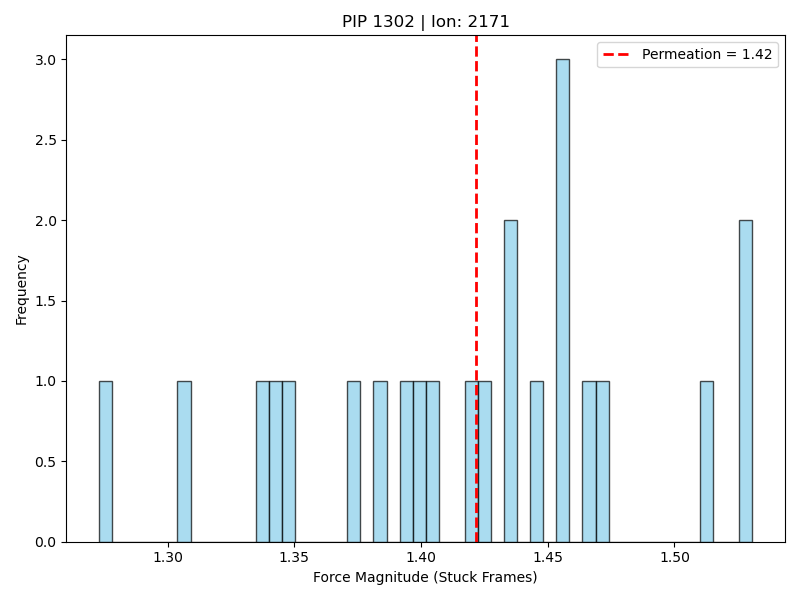 PIP 1302 | Ion: 2171
Permeation = 1.42
3.0
2.5
2.0
1.5
1.0
0.5
0.0
Frequency
1.30 1.35 1.40 1.45 1.50
Force Magnitude (Stuck Frames)